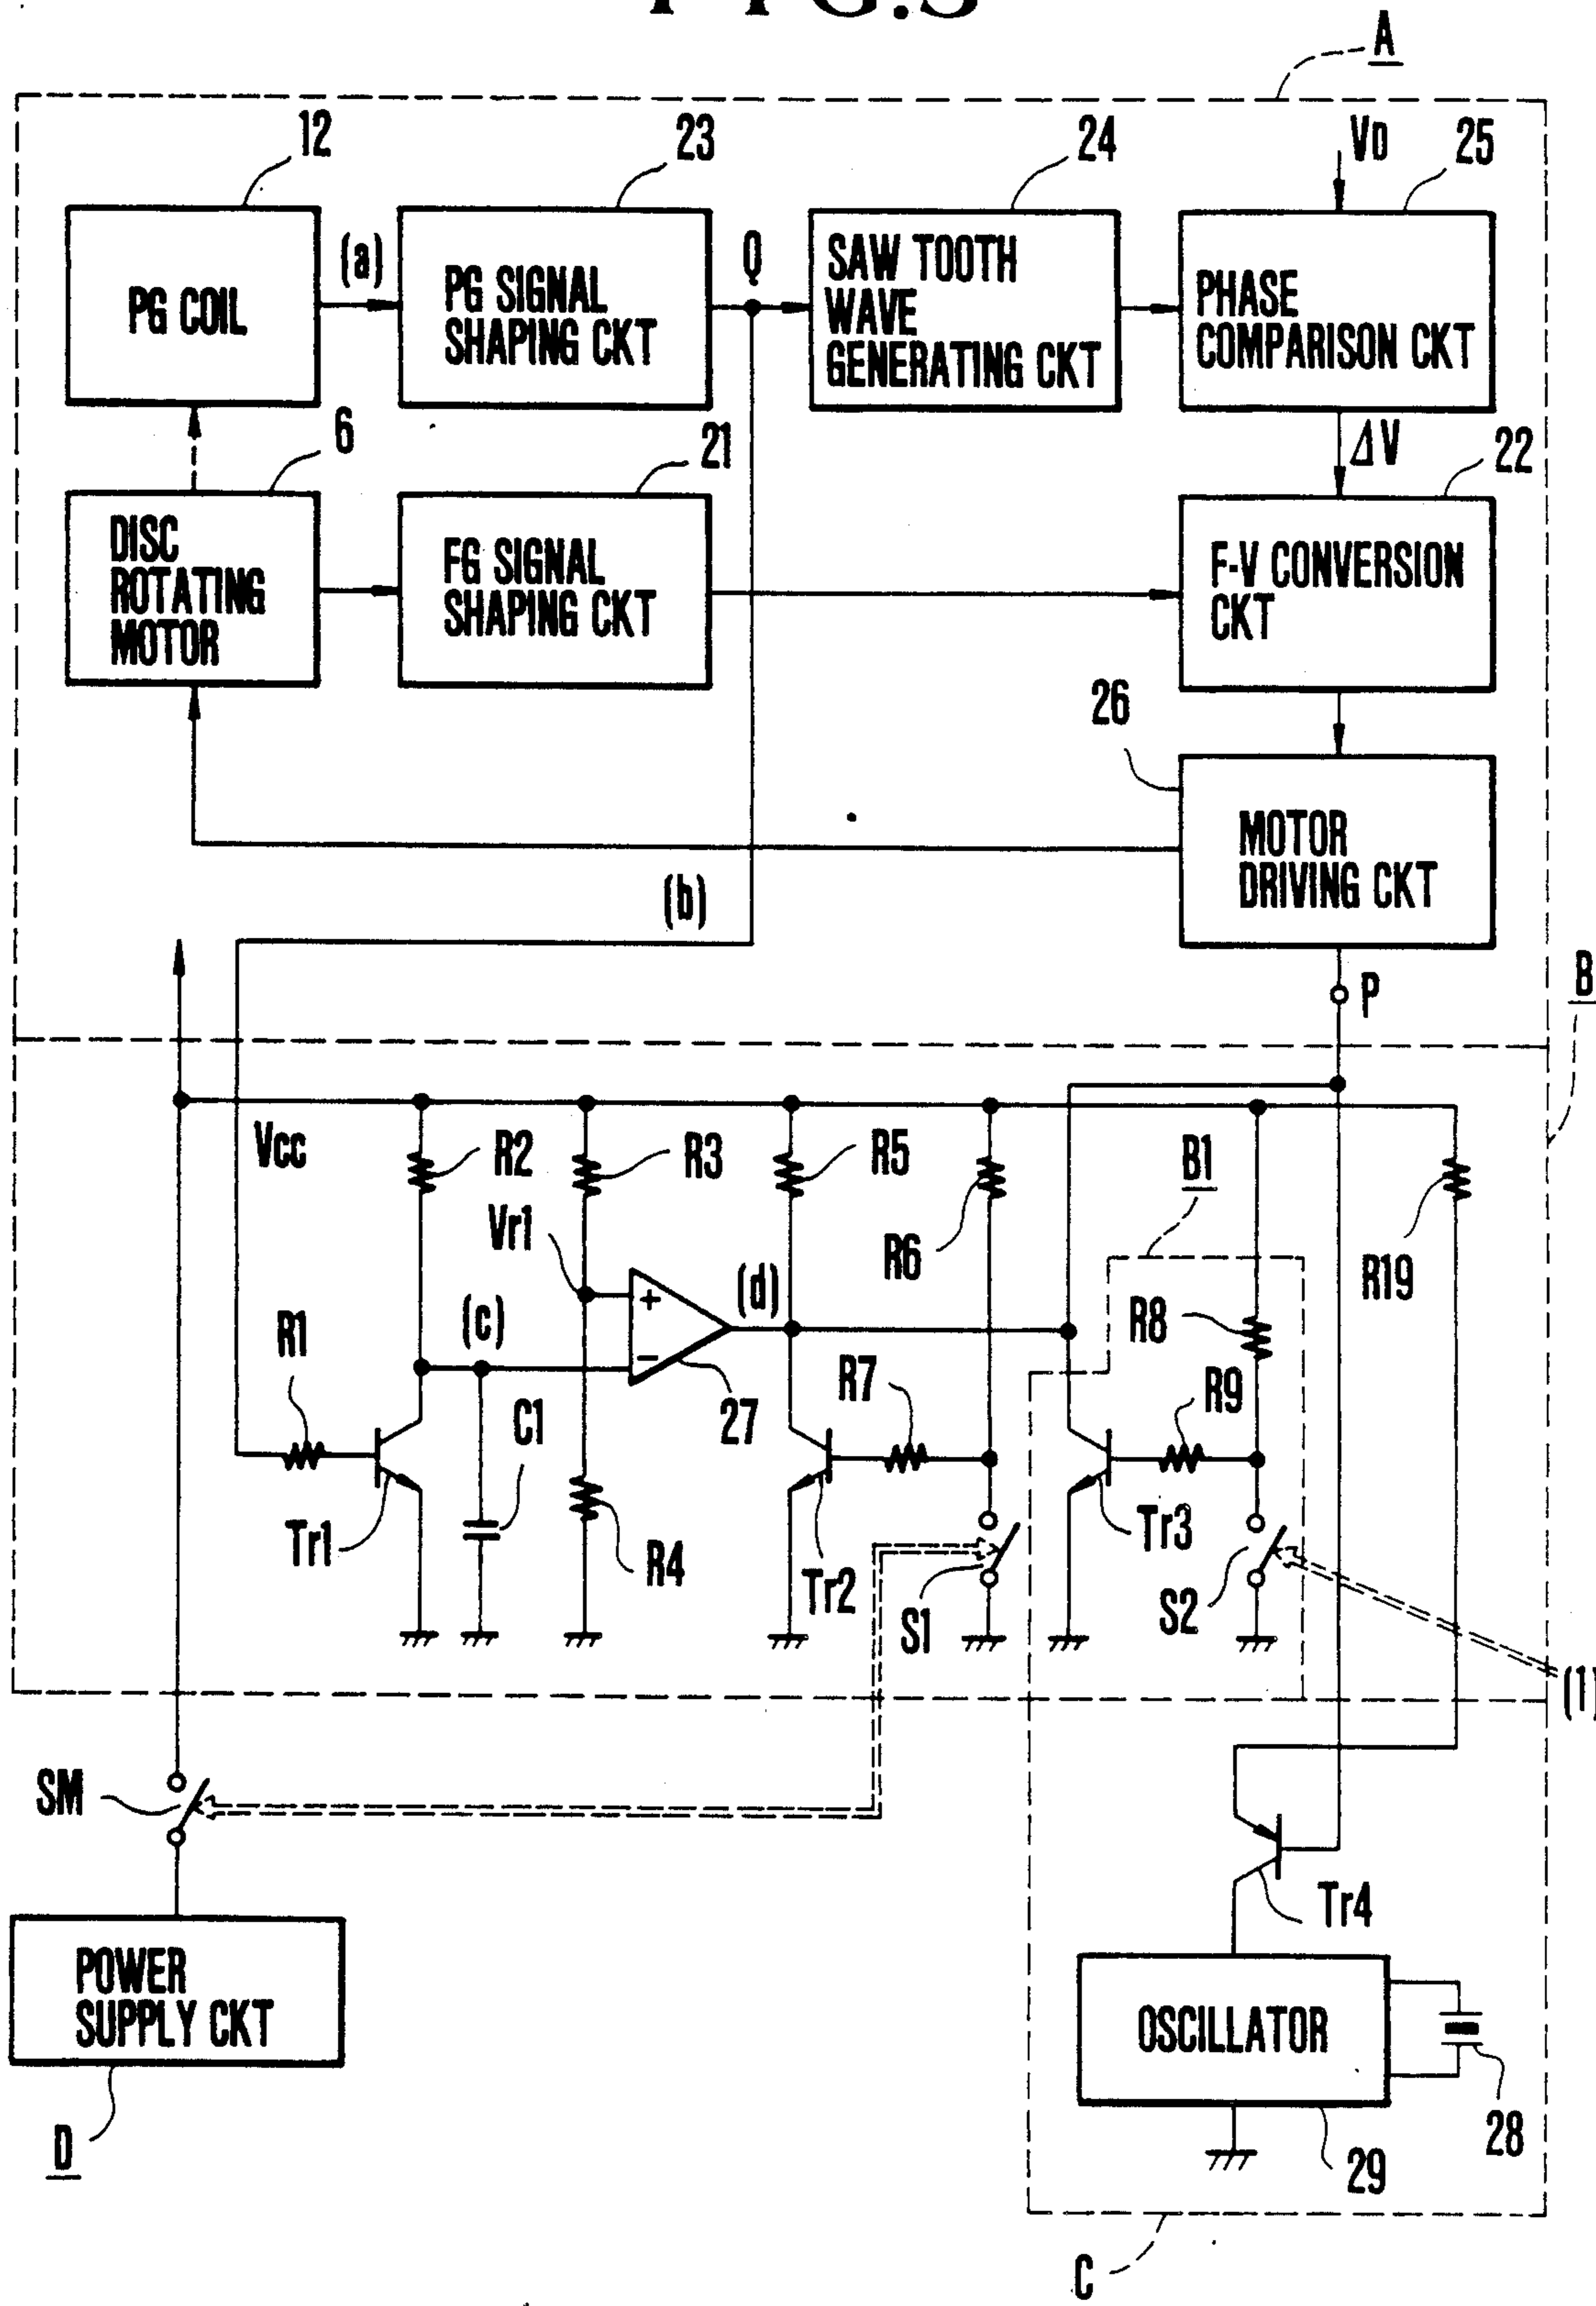 FIG.3
A
12
23
24
VD
25
(a)
Q
PG COIL
PG SIGNAL
SHAPING CKT
SAW TOOTH
WAVE
GENERATING CKT
PHASE
COMPARISON CKT
6
21
ΔV
22
DISC
ROTATING
MOTOR
FG SIGNAL
SHAPING CKT
F-V CONVERSION
CKT
26
MOTOR
DRIVING CKT
(b)
P
B
Vcc
R2
R3
R5
R6
B1
R19
Vr1
(c)
(d)
R1
R8
R7
R9
C1
27
Tr1
R4
Tr2
S1
Tr3
S2
(1)
SM
Tr4
POWER
SUPPLY CKT
OSCILLATOR
28
D
29
C